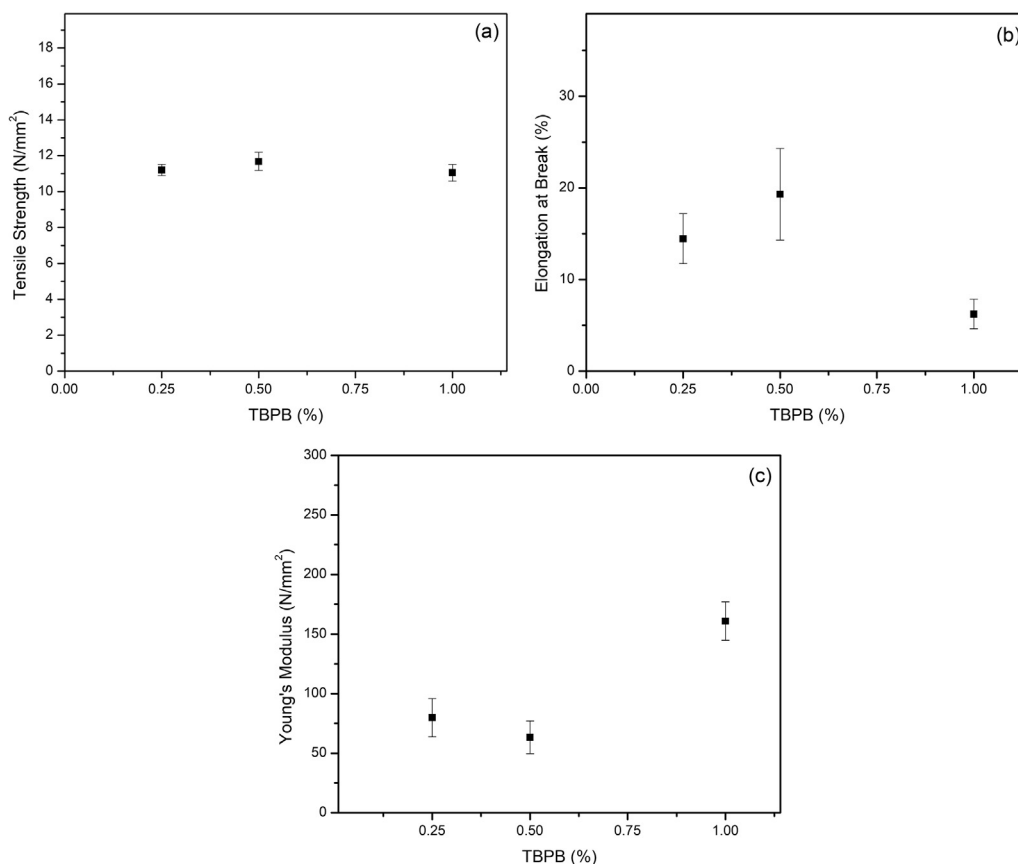 (a)
Tensile Strength (N/mm²)
18
16
14
12
10
8
6
4
2
0
0.00 0.25 0.50 0.75 1.00
TBPB (%)
(b)
Elongation at Break (%)
30
20
10
0
0.00 0.25 0.50 0.75 1.00
TBPB (%)
(c)
Young's Modulus (N/mm²)
300
250
200
150
100
50
0
0.25 0.50 0.75 1.00
TBPB (%)